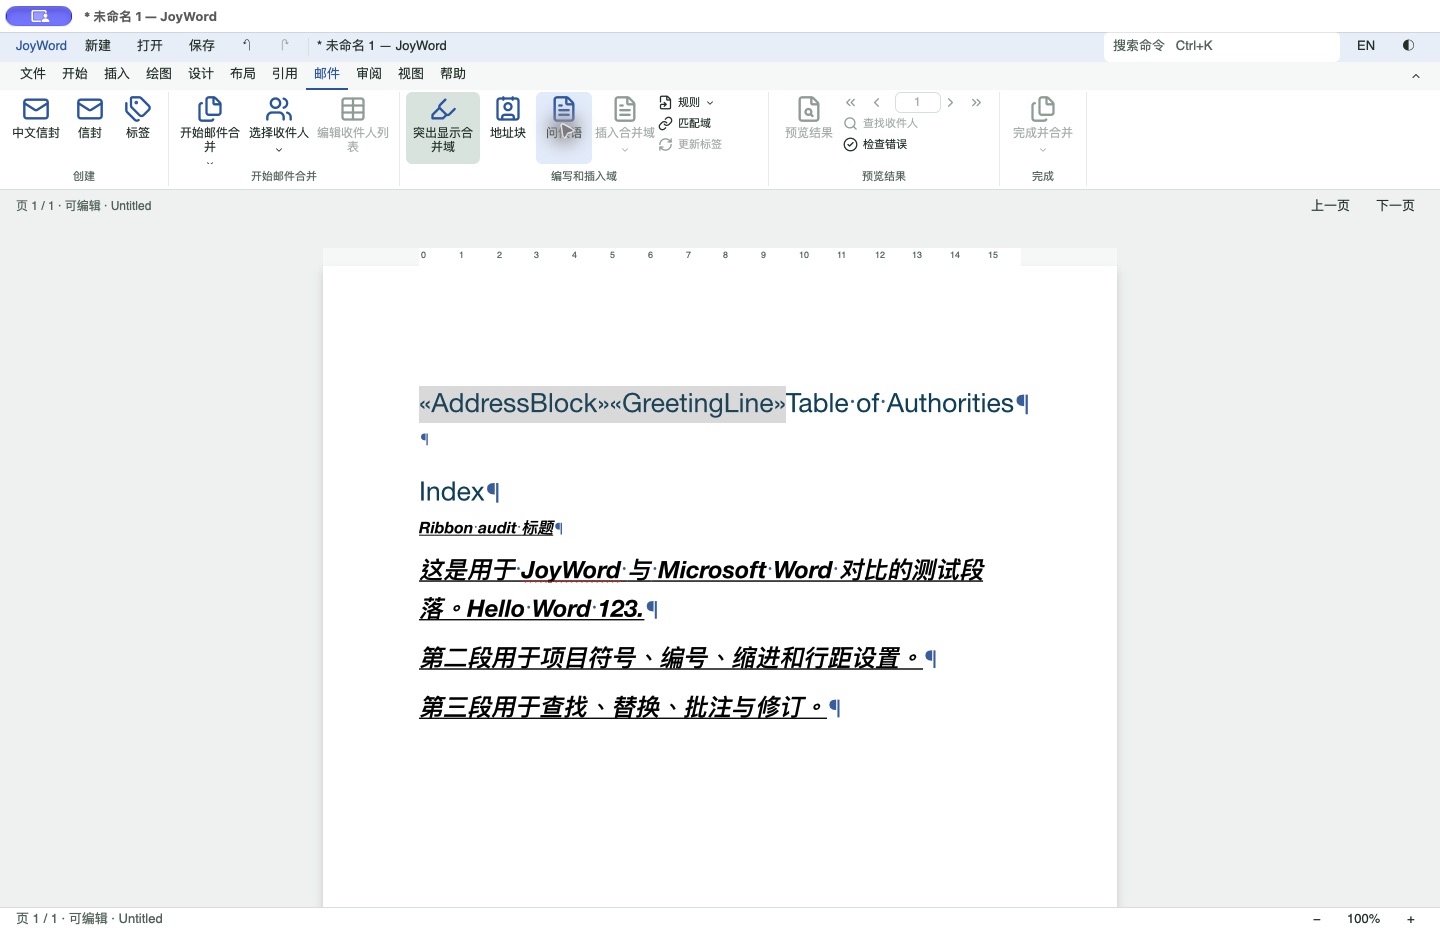 * 未命名 1 — JoyWord
JoyWord 新建 打开 保存 * 未命名 1 — JoyWord 搜索命令 Ctrl+K EN
文件 开始 插入 绘图 设计 布局 引用 邮件 审阅 视图 帮助
中文信封 信封 标签
创建
开始邮件合并 选择收件人 编辑收件人列表
开始邮件合并
突出显示合并域 地址块 问候语 插入合并域
规则
匹配域
更新标签
编写和插入域
预览结果
1
查找收件人
检查错误
预览结果
完成并合并
完成
页 1 / 1 · 可编辑 · Untitled 上一页 下一页
0 1 2 3 4 5 6 7 8 9 10 11 12 13 14 15
«AddressBlock»«GreetingLine»Table·of·Authorities¶
¶
Index¶
Ribbon·audit·标题¶
这是用于·JoyWord·与·Microsoft·Word·对比的测试段
落。Hello·Word·123.¶
第二段用于项目符号、编号、缩进和行距设置。¶
第三段用于查找、替换、批注与修订。¶
页 1 / 1 · 可编辑 · Untitled − 100% +